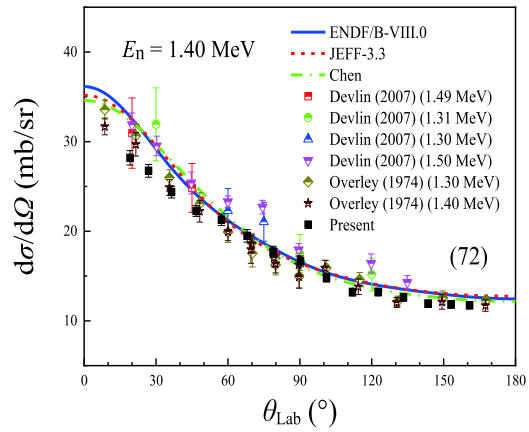 E_n = 1.40 MeV
ENDF/B-VIII.0
JEFF-3.3
Chen
Devlin (2007) (1.49 MeV)
Devlin (2007) (1.31 MeV)
Devlin (2007) (1.30 MeV)
Devlin (2007) (1.50 MeV)
Overley (1974) (1.30 MeV)
Overley (1974) (1.40 MeV)
Present
(72)
dσ/dΩ (mb/sr)
45
40
30
20
10
0 30 60 90 120 150 180
θ_Lab (°)